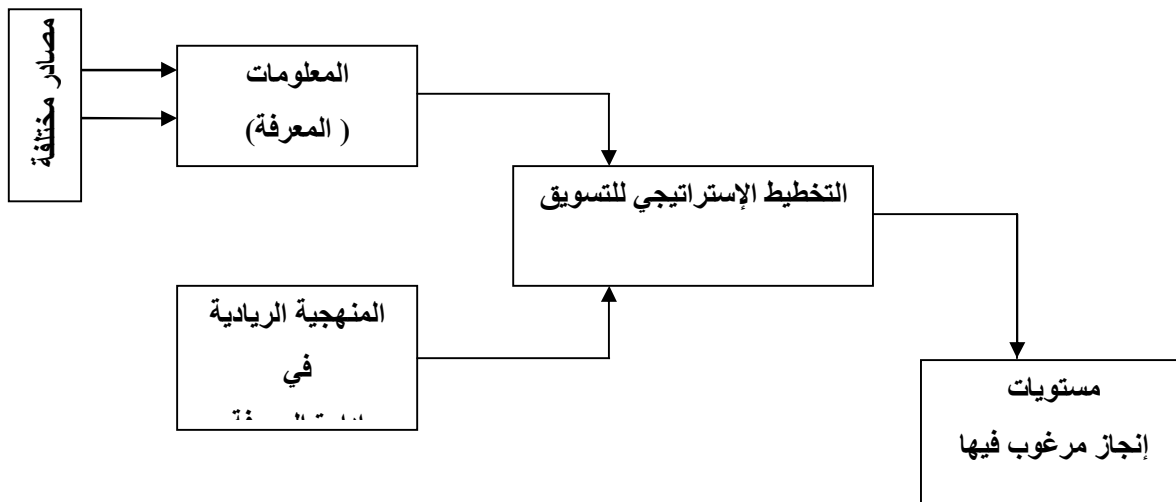 مصادر مختلفة
المعلومات
( المعرفة)
التخطيط الإستراتيجي للتسويق
المنهجية الريادية
في
مستويات
إنجاز مرغوب فيها